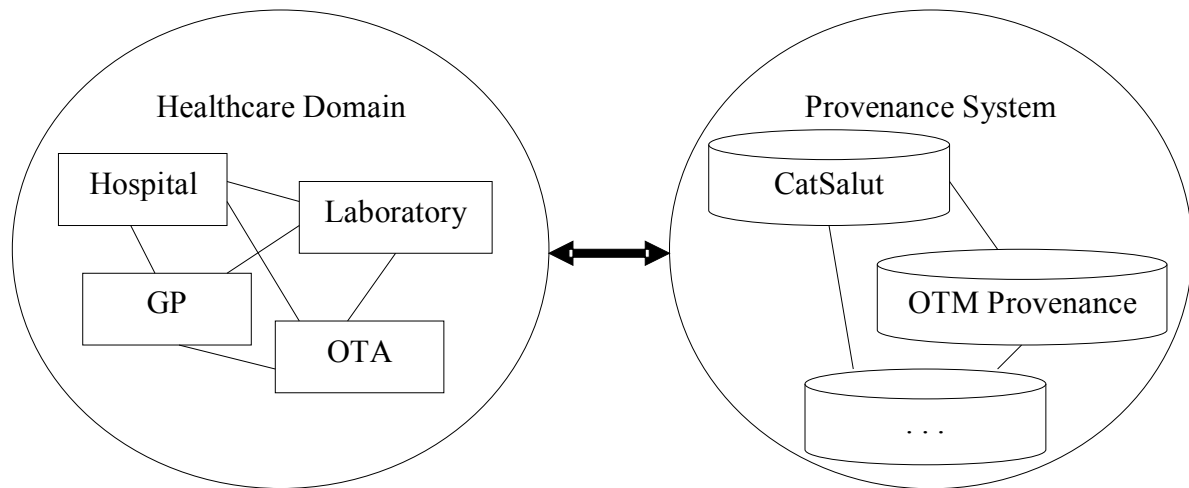 Healthcare Domain
Hospital
Laboratory
GP
OTA
Provenance System
CatSalut
OTM Provenance
. . .